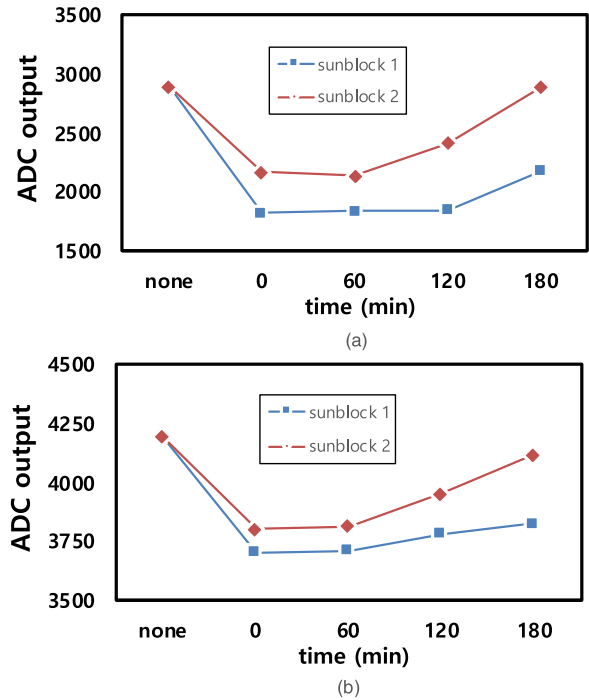 3500
3000
2500
2000
1500
ADC output
sunblock 1
sunblock 2
none 0 60 120 180
time (min)
(a)
4500
4250
4000
3750
3500
ADC output
sunblock 1
sunblock 2
none 0 60 120 180
time (min)
(b)